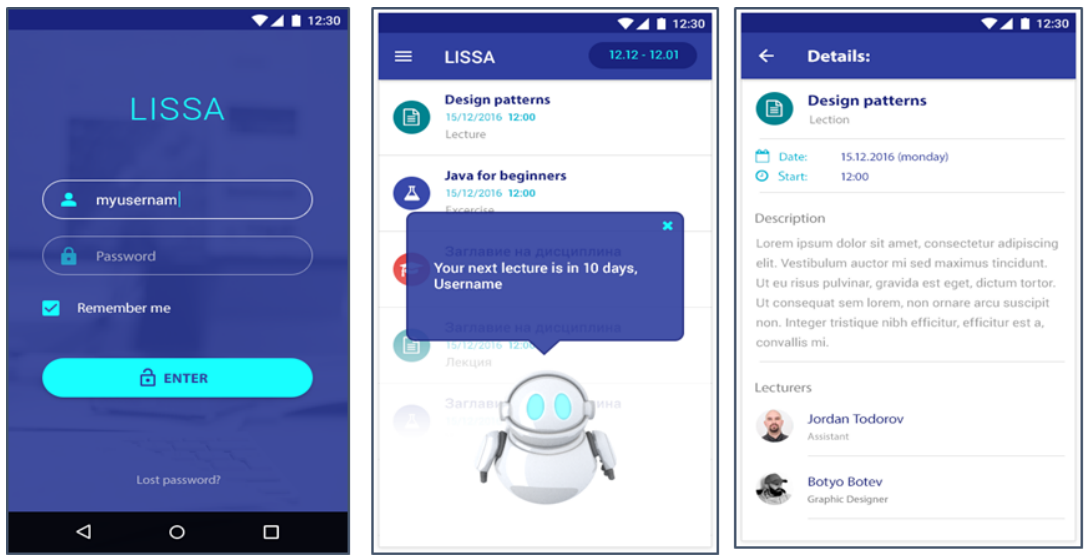 12:30
LISSA
myusernam
Password
Remember me
ENTER
Lost password?
12:30
LISSA
12.12 - 12.01
Design patterns
15/12/2016 12:00
Lecture
Java for beginners
15/12/2016 12:00
Excercise
Заглавие на дисциплина
Your next lecture is in 10 days,
Username
Заглавие на дисциплина
15/12/2016 12:00
Лекция
12:30
Details:
Design patterns
Lection
Date: 15.12.2016 (monday)
Start: 12:00
Description
Lorem ipsum dolor sit amet, consectetur adipiscing
elit. Vestibulum auctor mi sed maximus tincidunt.
Ut eu risus pulvinar, gravida est eget, dictum tortor.
Ut consequat sem lorem, non ornare arcu suscipit
non. Integer tristique nibh efficitur, efficitur est a,
convallis mi.
Lecturers
Jordan Todorov
Assistant
Botyo Botev
Graphic Designer